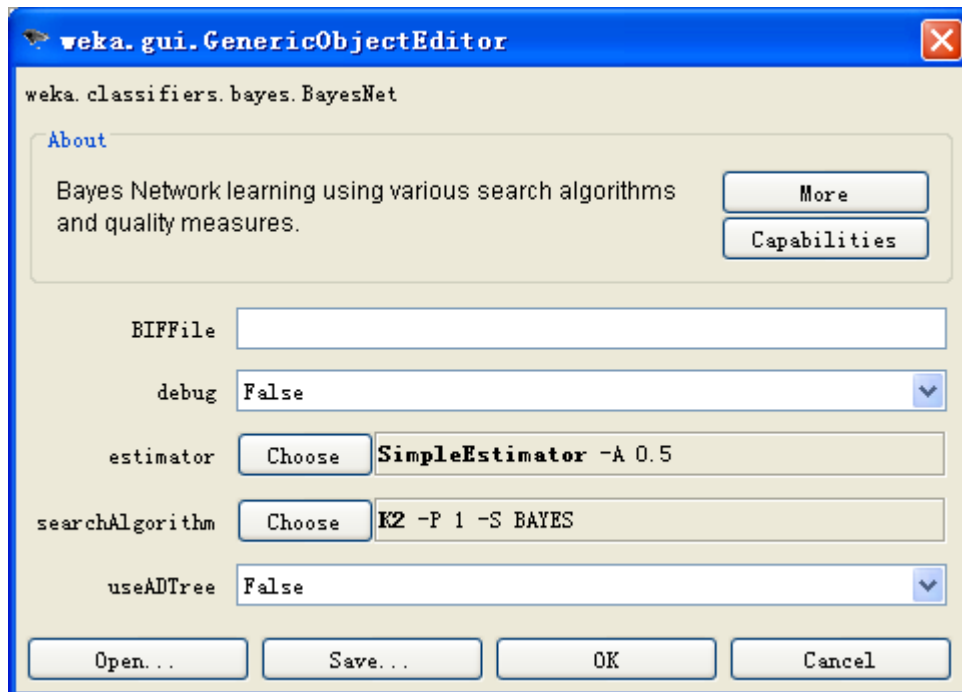 weka.gui.GenericObjectEditor
weka.classifiers.bayes.BayesNet
About
Bayes Network learning using various search algorithms
and quality measures.
More
Capabilities
BIFFile
debug False
estimator Choose SimpleEstimator -A 0.5
searchAlgorithm Choose K2 -P 1 -S BAYES
useADTree False
Open... Save... OK Cancel